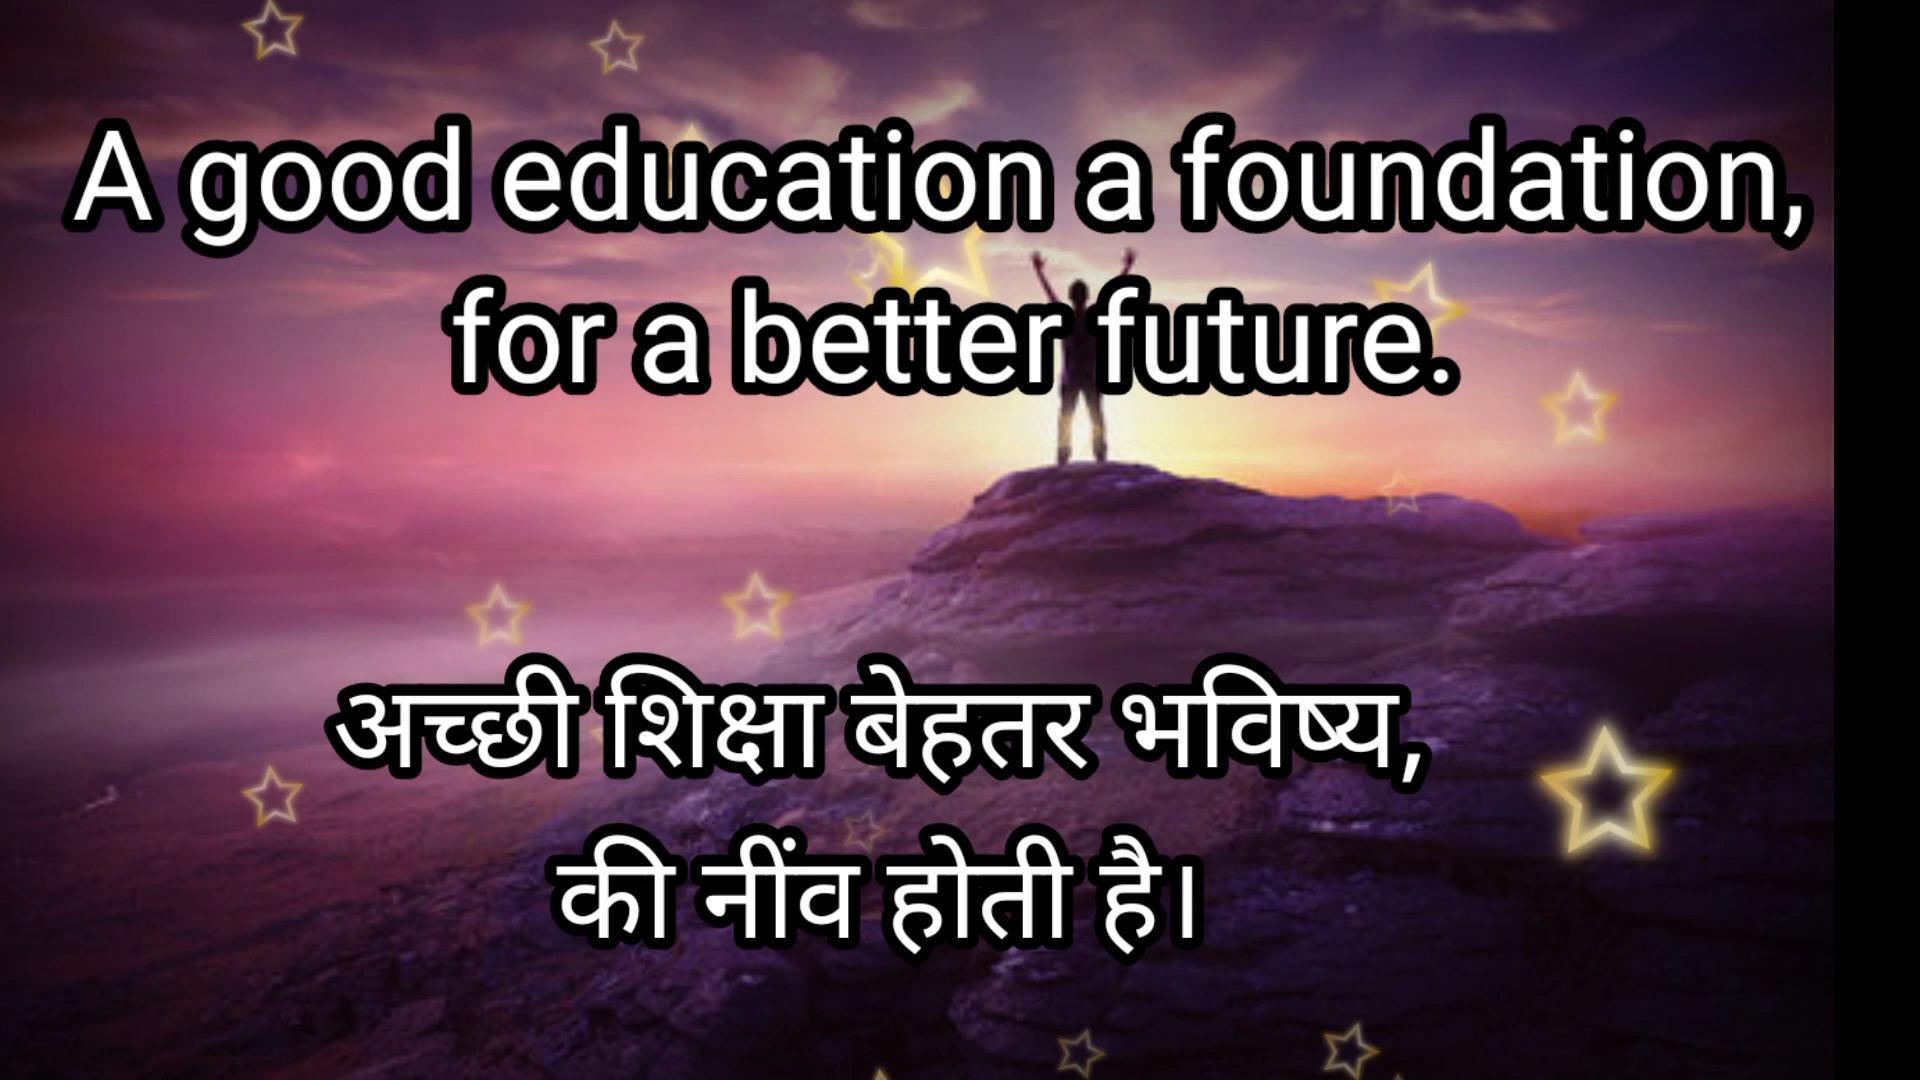 A good education a foundation,
for a better future.
अच्छी शिक्षा बेहतर भविष्य,
की नींव होती है।